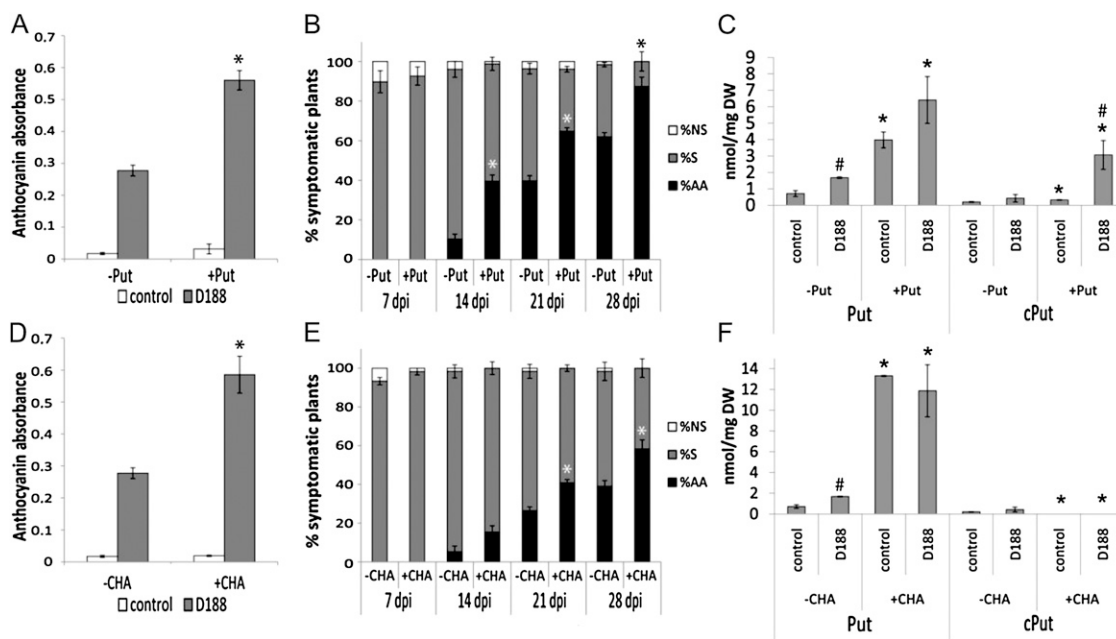 A
Anthocyanin absorbance
0.7
0.6
0.5
0.4
0.3
0.2
0.1
0
*
-Put +Put
control D188
B
% symptomatic plants
100
80
60
40
20
0
* * * *
%NS
%S
%AA
-Put +Put -Put +Put -Put +Put -Put +Put
7 dpi 14 dpi 21 dpi 28 dpi
C
nmol/mg DW
9
8
7
6
5
4
3
2
1
0
# * * * # *
control D188 control D188 control D188 control D188
-Put +Put -Put +Put
Put cPut
D
Anthocyanin absorbance
0.7
0.6
0.5
0.4
0.3
0.2
0.1
0
*
-CHA +CHA
control D188
E
% symptomatic plants
100
80
60
40
20
0
* *
%NS
%S
%AA
-CHA +CHA -CHA +CHA -CHA +CHA -CHA +CHA
7 dpi 14 dpi 21 dpi 28 dpi
F
nmol/mg DW
14
12
10
8
6
4
2
0
# * * * *
control D188 control D188 control D188 control D188
-CHA +CHA -CHA +CHA
Put cPut